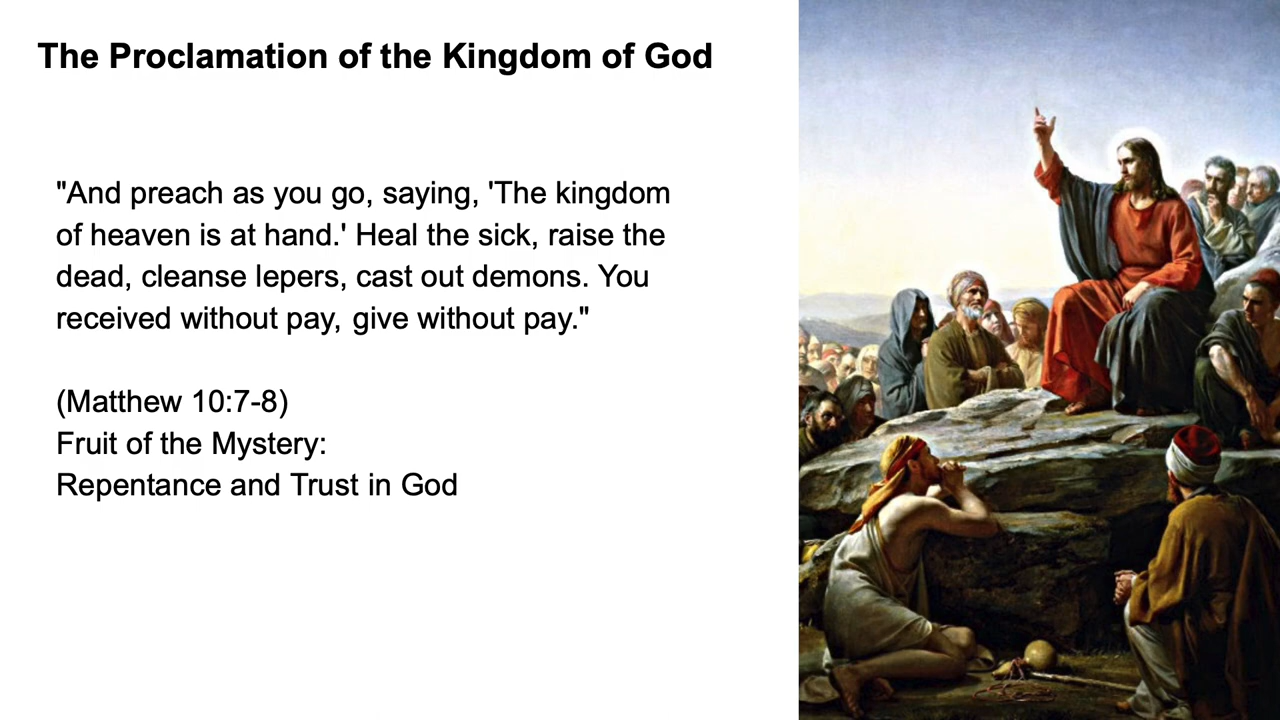 The Proclamation of the Kingdom of God
"And preach as you go, saying, 'The kingdom
of heaven is at hand.' Heal the sick, raise the
dead, cleanse lepers, cast out demons. You
received without pay, give without pay."
(Matthew 10:7-8)
Fruit of the Mystery:
Repentance and Trust in God